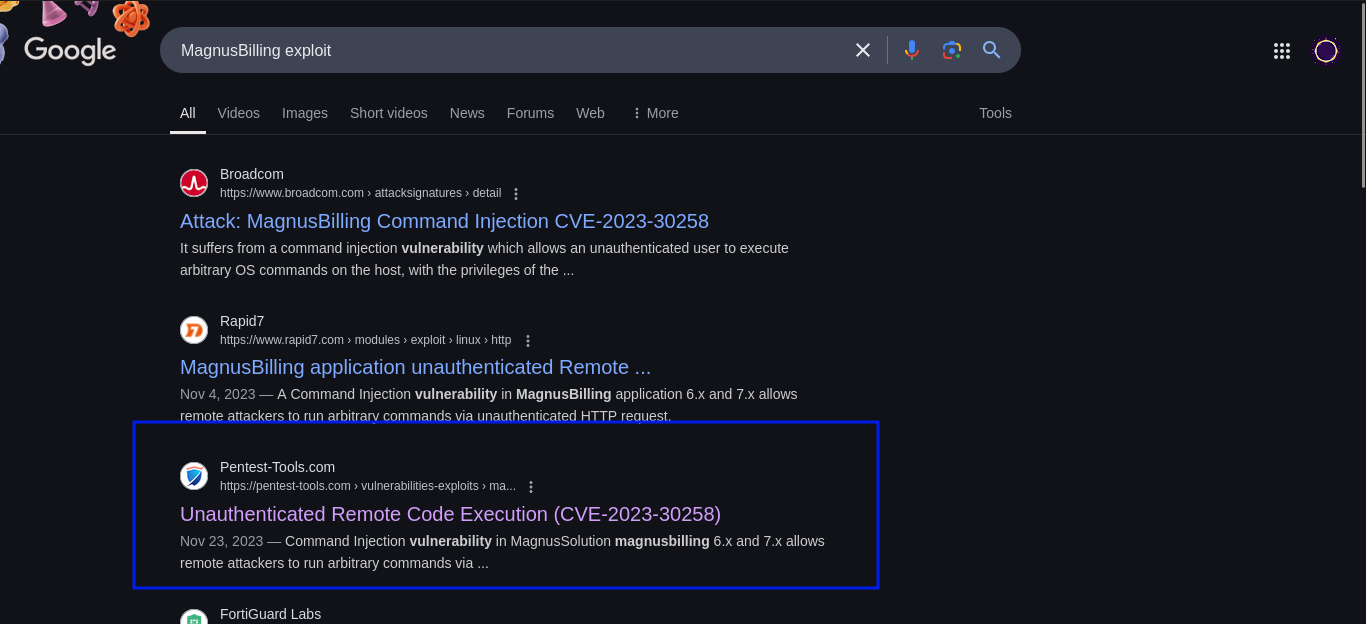 Google
MagnusBilling exploit
All Videos Images Short videos News Forums Web More Tools
Broadcom
https://www.broadcom.com › attacksignatures › detail
Attack: MagnusBilling Command Injection CVE-2023-30258
It suffers from a command injection vulnerability which allows an unauthenticated user to execute
arbitrary OS commands on the host, with the privileges of the ...
Rapid7
https://www.rapid7.com › modules › exploit › linux › http
MagnusBilling application unauthenticated Remote ...
Nov 4, 2023 — A Command Injection vulnerability in MagnusBilling application 6.x and 7.x allows
remote attackers to run arbitrary commands via unauthenticated HTTP request.
Pentest-Tools.com
https://pentest-tools.com › vulnerabilities-exploits › ma...
Unauthenticated Remote Code Execution (CVE-2023-30258)
Nov 23, 2023 — Command Injection vulnerability in MagnusSolution magnusbilling 6.x and 7.x allows
remote attackers to run arbitrary commands via ...
FortiGuard Labs